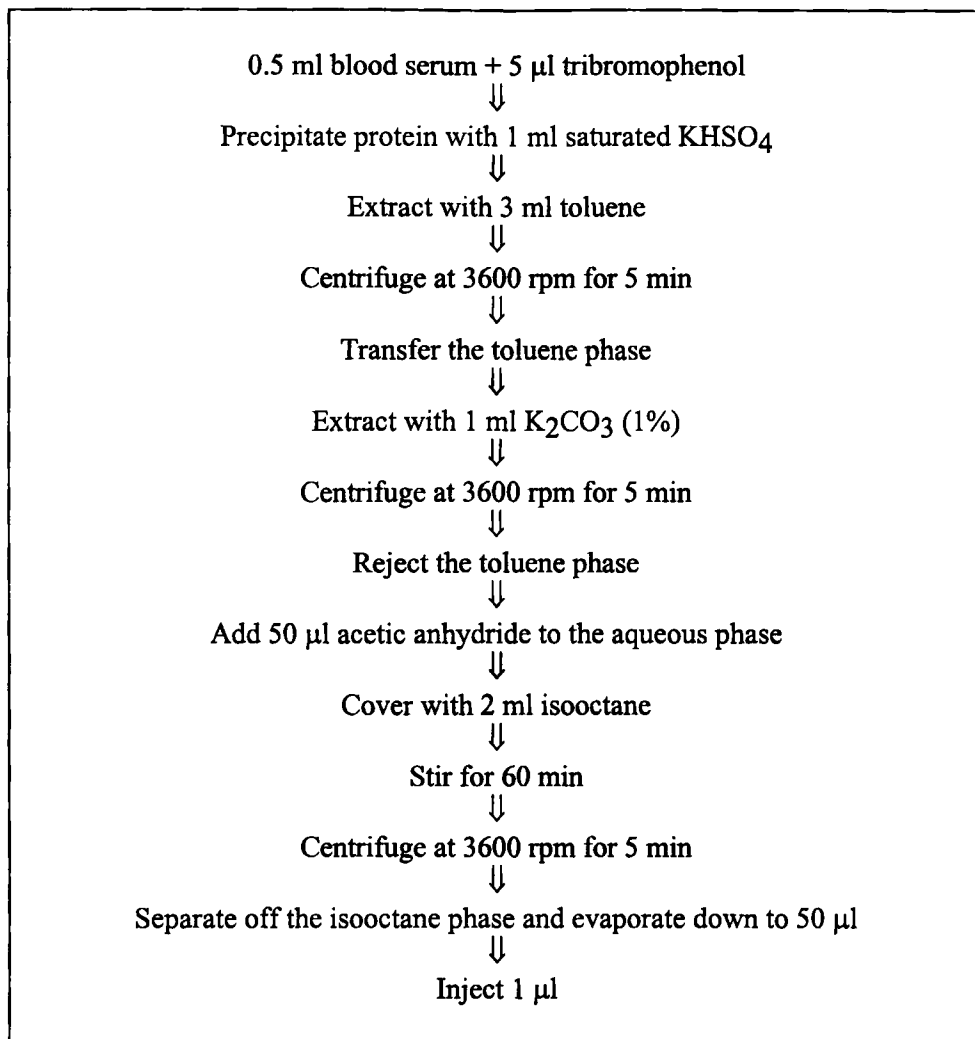 0.5 ml blood serum + 5 µl tribromophenol
⇓
Precipitate protein with 1 ml saturated KHSO4
⇓
Extract with 3 ml toluene
⇓
Centrifuge at 3600 rpm for 5 min
⇓
Transfer the toluene phase
⇓
Extract with 1 ml K2CO3 (1%)
⇓
Centrifuge at 3600 rpm for 5 min
⇓
Reject the toluene phase
⇓
Add 50 µl acetic anhydride to the aqueous phase
⇓
Cover with 2 ml isooctane
⇓
Stir for 60 min
⇓
Centrifuge at 3600 rpm for 5 min
⇓
Separate off the isooctane phase and evaporate down to 50 µl
⇓
Inject 1 µl